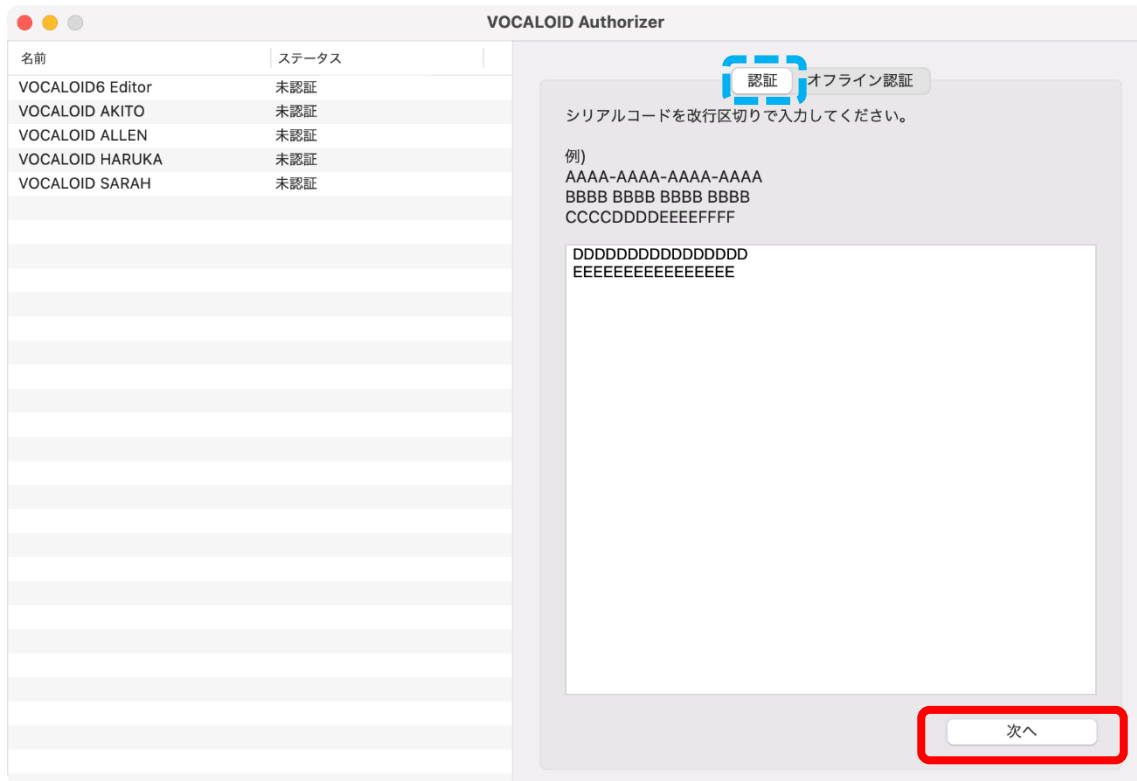 VOCALOID Authorizer
名前 ステータス
VOCALOID6 Editor 未認証
VOCALOID AKITO 未認証
VOCALOID ALLEN 未認証
VOCALOID HARUKA 未認証
VOCALOID SARAH 未認証
認証 オフライン認証
シリアルコードを改行区切りで入力してください。
例)
AAAA-AAAA-AAAA-AAAA
BBBB BBBB BBBB BBBB
CCCCDDDDEEEEFFFF
DDDDDDDDDDDDDDDD
EEEEEEEEEEEEEEEE
次へ